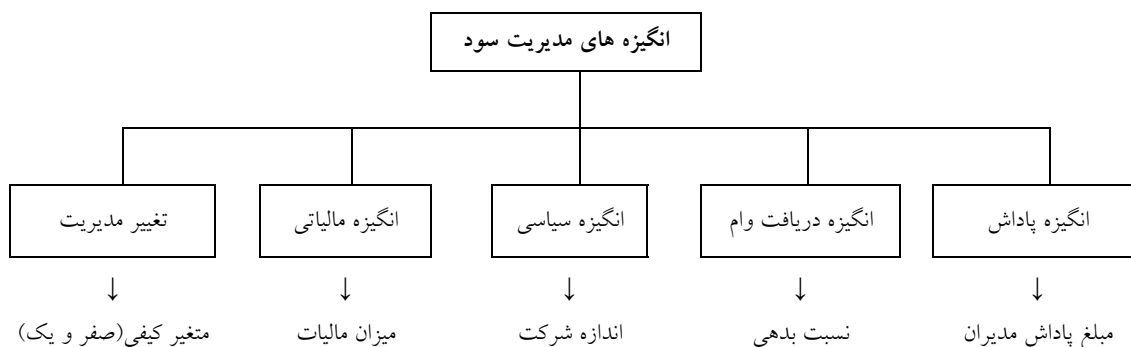 انگیزه های مدیریت سود
انگیزه پاداش
انگیزه دریافت وام
انگیزه سیاسی
انگیزه مالیاتی
تغییر مدیریت
↓
↓
↓
↓
↓
مبلغ پاداش مدیران
نسبت بدهی
اندازه شرکت
میزان مالیات
متغیر کیفی(صفر و یک)